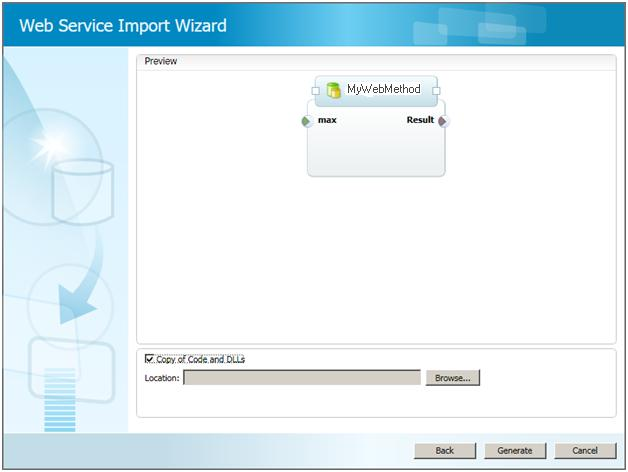 Web Service Import Wizard
Preview
MyWebMethod
max Result
Copy of Code and DLLs
Location: Browse...
Back Generate Cancel